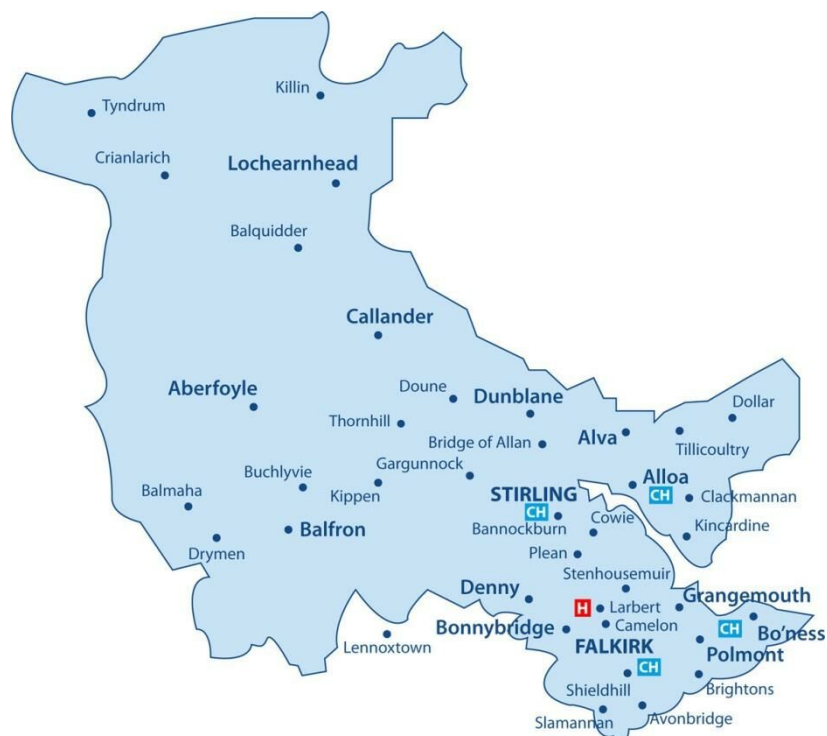 Killin
Tyndrum
Crianlarich
Lochearnhead
Balquidder
Callander
Aberfoyle
Doune
Dunblane
Dollar
Thornhill
Bridge of Allan
Alva
Tillicoultry
Gargunnock
Buchlyvie
Kippen
Balmaha
Alloa
CH
Clackmannan
STIRLING
CH
Bannockburn
Cowie
Kincardine
Balfron
Drymen
Plean
Stenhousemuir
Denny
Grangemouth
H
Larbert
Camelon
Bonnybridge
CH
Bo'ness
Lennoxtown
FALKIRK
Polmont
CH
Shieldhill
Brightons
Slamannan
Avonbridge